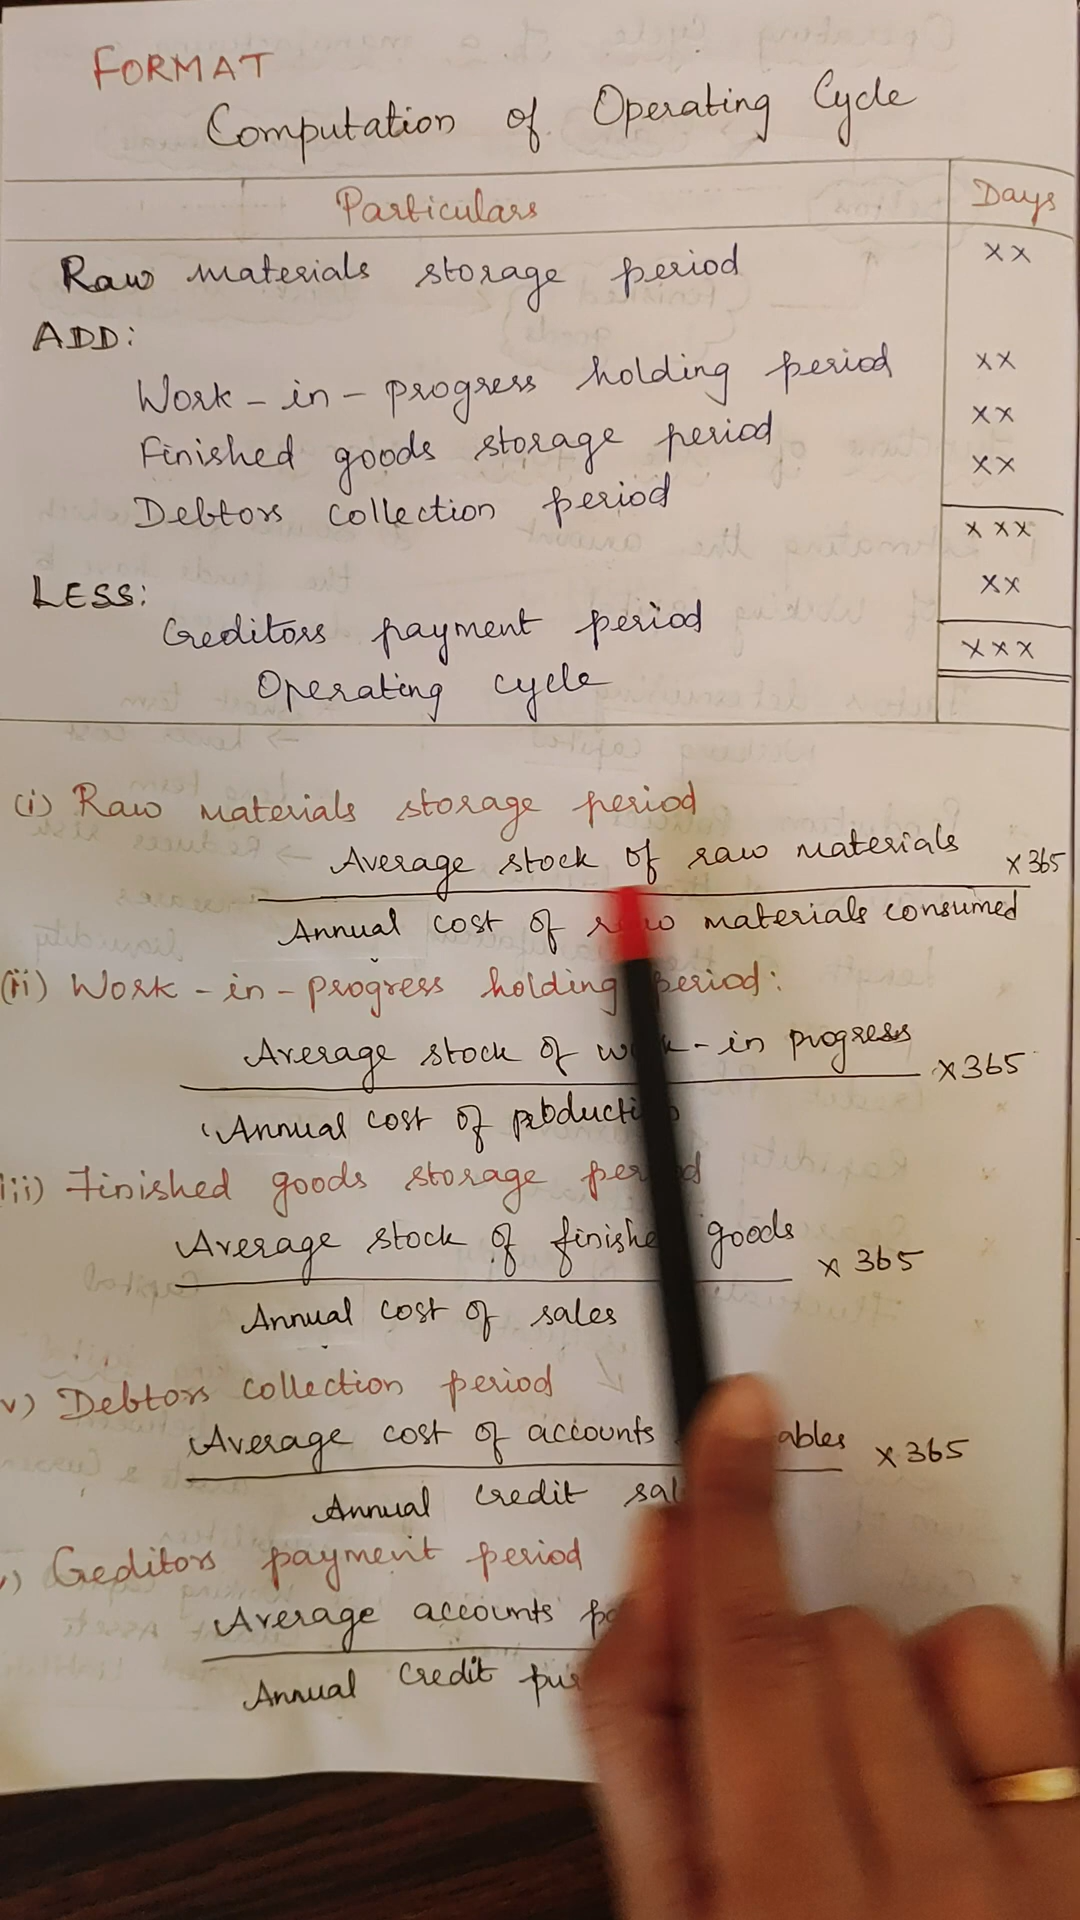 FORMAT
Computation of Operating Cycle
Particulars Days
Raw materials storage period xx
ADD:
Work-in-progress holding period xx
Finished goods storage period xx
Debtors collection period xx
xxx
LESS:
Creditors payment period xx
Operating cycle xxx
(i) Raw materials storage period
Average stock of raw materials x 365
Annual cost of raw materials consumed
(ii) Work-in-progress holding period:
Average stock of work-in progress x 365
Annual cost of production
iii) Finished goods storage period
Average stock of finished goods x 365
Annual cost of sales
v) Debtors collection period
Average cost of accounts x 365
Annual credit
) Creditors payment period
Average accounts
Annual Credit